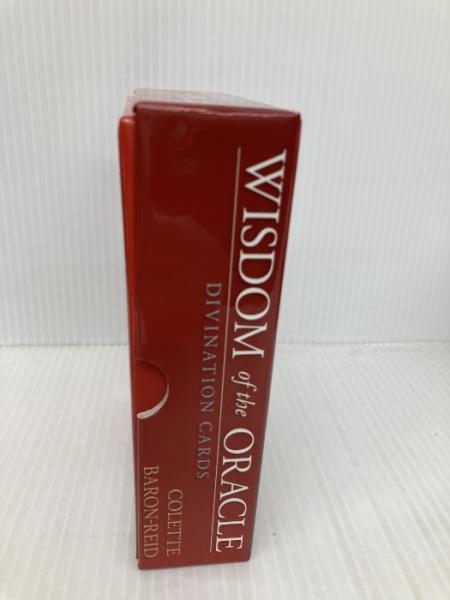 WISDOM of the ORACLE
DIVINATION CARDS
COLETTE
BARON-REID